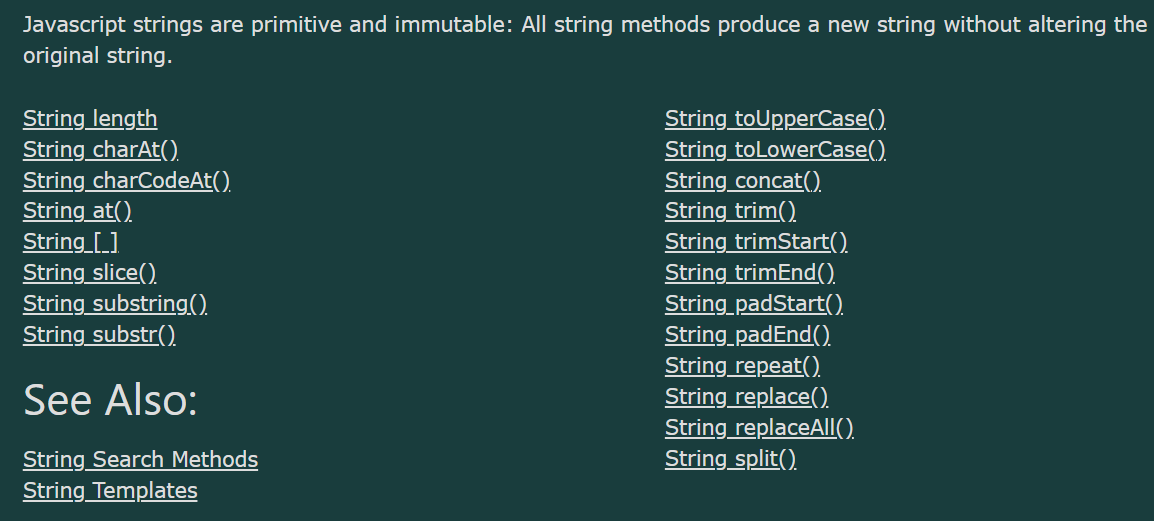 Javascript strings are primitive and immutable: All string methods produce a new string without altering the
original string.
String length
String charAt()
String charCodeAt()
String at()
String [ ]
String slice()
String substring()
String substr()
See Also:
String Search Methods
String Templates
String toUpperCase()
String toLowerCase()
String concat()
String trim()
String trimStart()
String trimEnd()
String padStart()
String padEnd()
String repeat()
String replace()
String replaceAll()
String split()